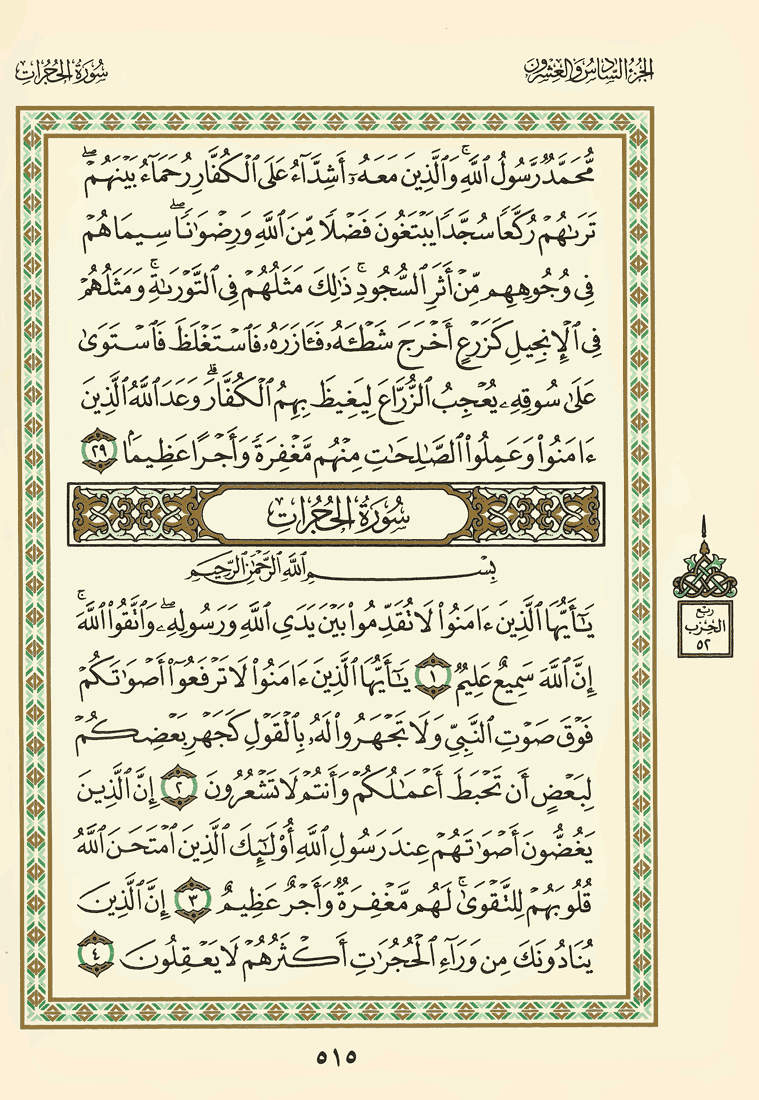 الجزء السادس والعشرون
سورة الحجرات
مُّحَمَّدٌ رَّسُولُ ٱللَّهِۚ وَٱلَّذِينَ مَعَهُۥٓ أَشِدَّآءُ عَلَى ٱلْكُفَّارِ رُحَمَآءُ بَيْنَهُمْۖ
تَرَىٰهُمْ رُكَّعًا سُجَّدًا يَبْتَغُونَ فَضْلًا مِّنَ ٱللَّهِ وَرِضْوَٰنًاۖ سِيمَاهُمْ
فِى وُجُوهِهِم مِّنْ أَثَرِ ٱلسُّجُودِۚ ذَٰلِكَ مَثَلُهُمْ فِى ٱلتَّوْرَىٰةِۚ وَمَثَلُهُمْ
فِى ٱلْإِنجِيلِ كَزَرْعٍ أَخْرَجَ شَطْـَٔهُۥ فَـَٔازَرَهُۥ فَٱسْتَغْلَظَ فَٱسْتَوَىٰ
عَلَىٰ سُوقِهِۦ يُعْجِبُ ٱلزُّرَّاعَ لِيَغِيظَ بِهِمُ ٱلْكُفَّارَۗ وَعَدَ ٱللَّهُ ٱلَّذِينَ
ءَامَنُوا۟ وَعَمِلُوا۟ ٱلصَّٰلِحَٰتِ مِنْهُم مَّغْفِرَةً وَأَجْرًا عَظِيمًۢا ٢٩
سُورَةُ الحُجُرَاتِ
بِسْمِ ٱللَّهِ ٱلرَّحْمَٰنِ ٱلرَّحِيمِ
يَٰٓأَيُّهَا ٱلَّذِينَ ءَامَنُوا۟ لَا تُقَدِّمُوا۟ بَيْنَ يَدَىِ ٱللَّهِ وَرَسُولِهِۦۖ وَٱتَّقُوا۟ ٱللَّهَۚ
إِنَّ ٱللَّهَ سَمِيعٌ عَلِيمٌ ١ يَٰٓأَيُّهَا ٱلَّذِينَ ءَامَنُوا۟ لَا تَرْفَعُوٓا۟ أَصْوَٰتَكُمْ
فَوْقَ صَوْتِ ٱلنَّبِىِّ وَلَا تَجْهَرُوا۟ لَهُۥ بِٱلْقَوْلِ كَجَهْرِ بَعْضِكُمْ
لِبَعْضٍ أَن تَحْبَطَ أَعْمَٰلُكُمْ وَأَنتُمْ لَا تَشْعُرُونَ ٢ إِنَّ ٱلَّذِينَ
يَغُضُّونَ أَصْوَٰتَهُمْ عِندَ رَسُولِ ٱللَّهِ أُو۟لَٰٓئِكَ ٱلَّذِينَ ٱمْتَحَنَ ٱللَّهُ
قُلُوبَهُمْ لِلتَّقْوَىٰۚ لَهُم مَّغْفِرَةٌ وَأَجْرٌ عَظِيمٌ ٣ إِنَّ ٱلَّذِينَ
يُنَادُونَكَ مِن وَرَآءِ ٱلْحُجُرَٰتِ أَكْثَرُهُمْ لَا يَعْقِلُونَ ٤
ربع
الحزب
٥٢
٥١٥